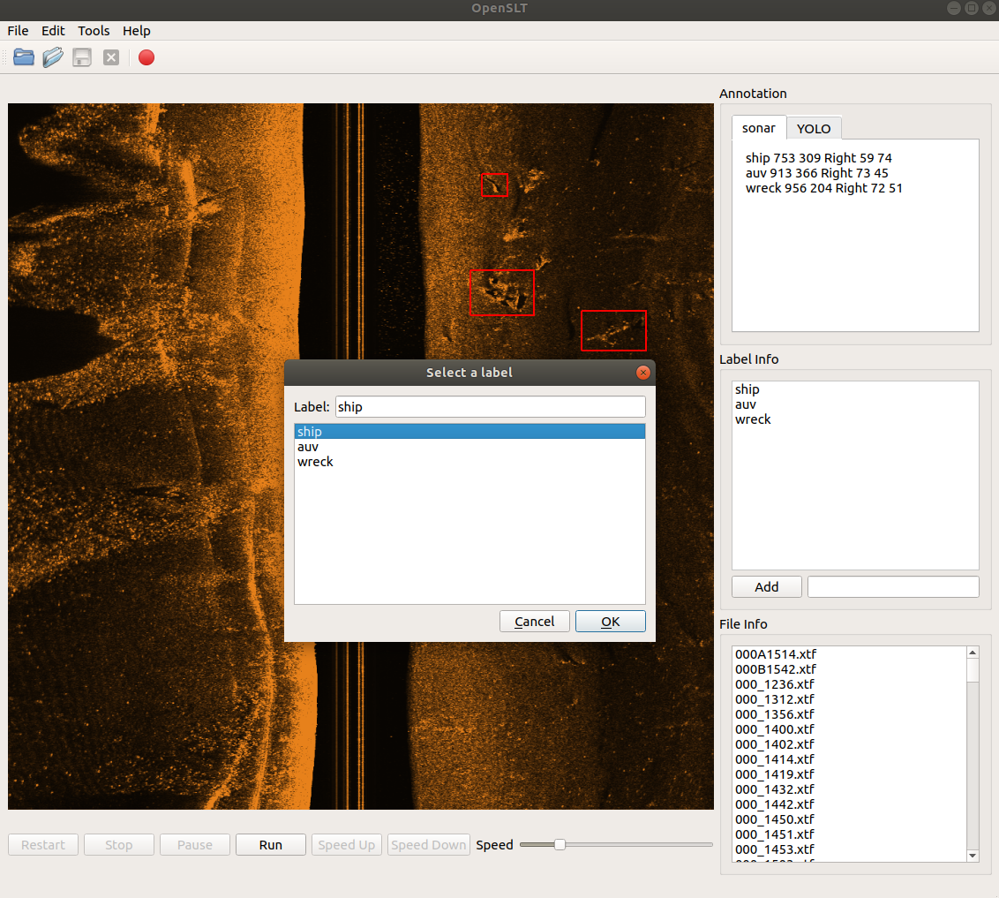 OpenSLT
File Edit Tools Help
Annotation
sonar YOLO
ship 753 309 Right 59 74
auv 913 366 Right 73 45
wreck 956 204 Right 72 51
Label Info
ship
auv
wreck
Add
Select a label
Label: ship
ship
auv
wreck
Cancel OK
File Info
000A1514.xtf
000B1542.xtf
000_1236.xtf
000_1312.xtf
000_1356.xtf
000_1400.xtf
000_1402.xtf
000_1414.xtf
000_1419.xtf
000_1432.xtf
000_1442.xtf
000_1450.xtf
000_1451.xtf
000_1453.xtf
Restart Stop Pause Run Speed Up Speed Down Speed